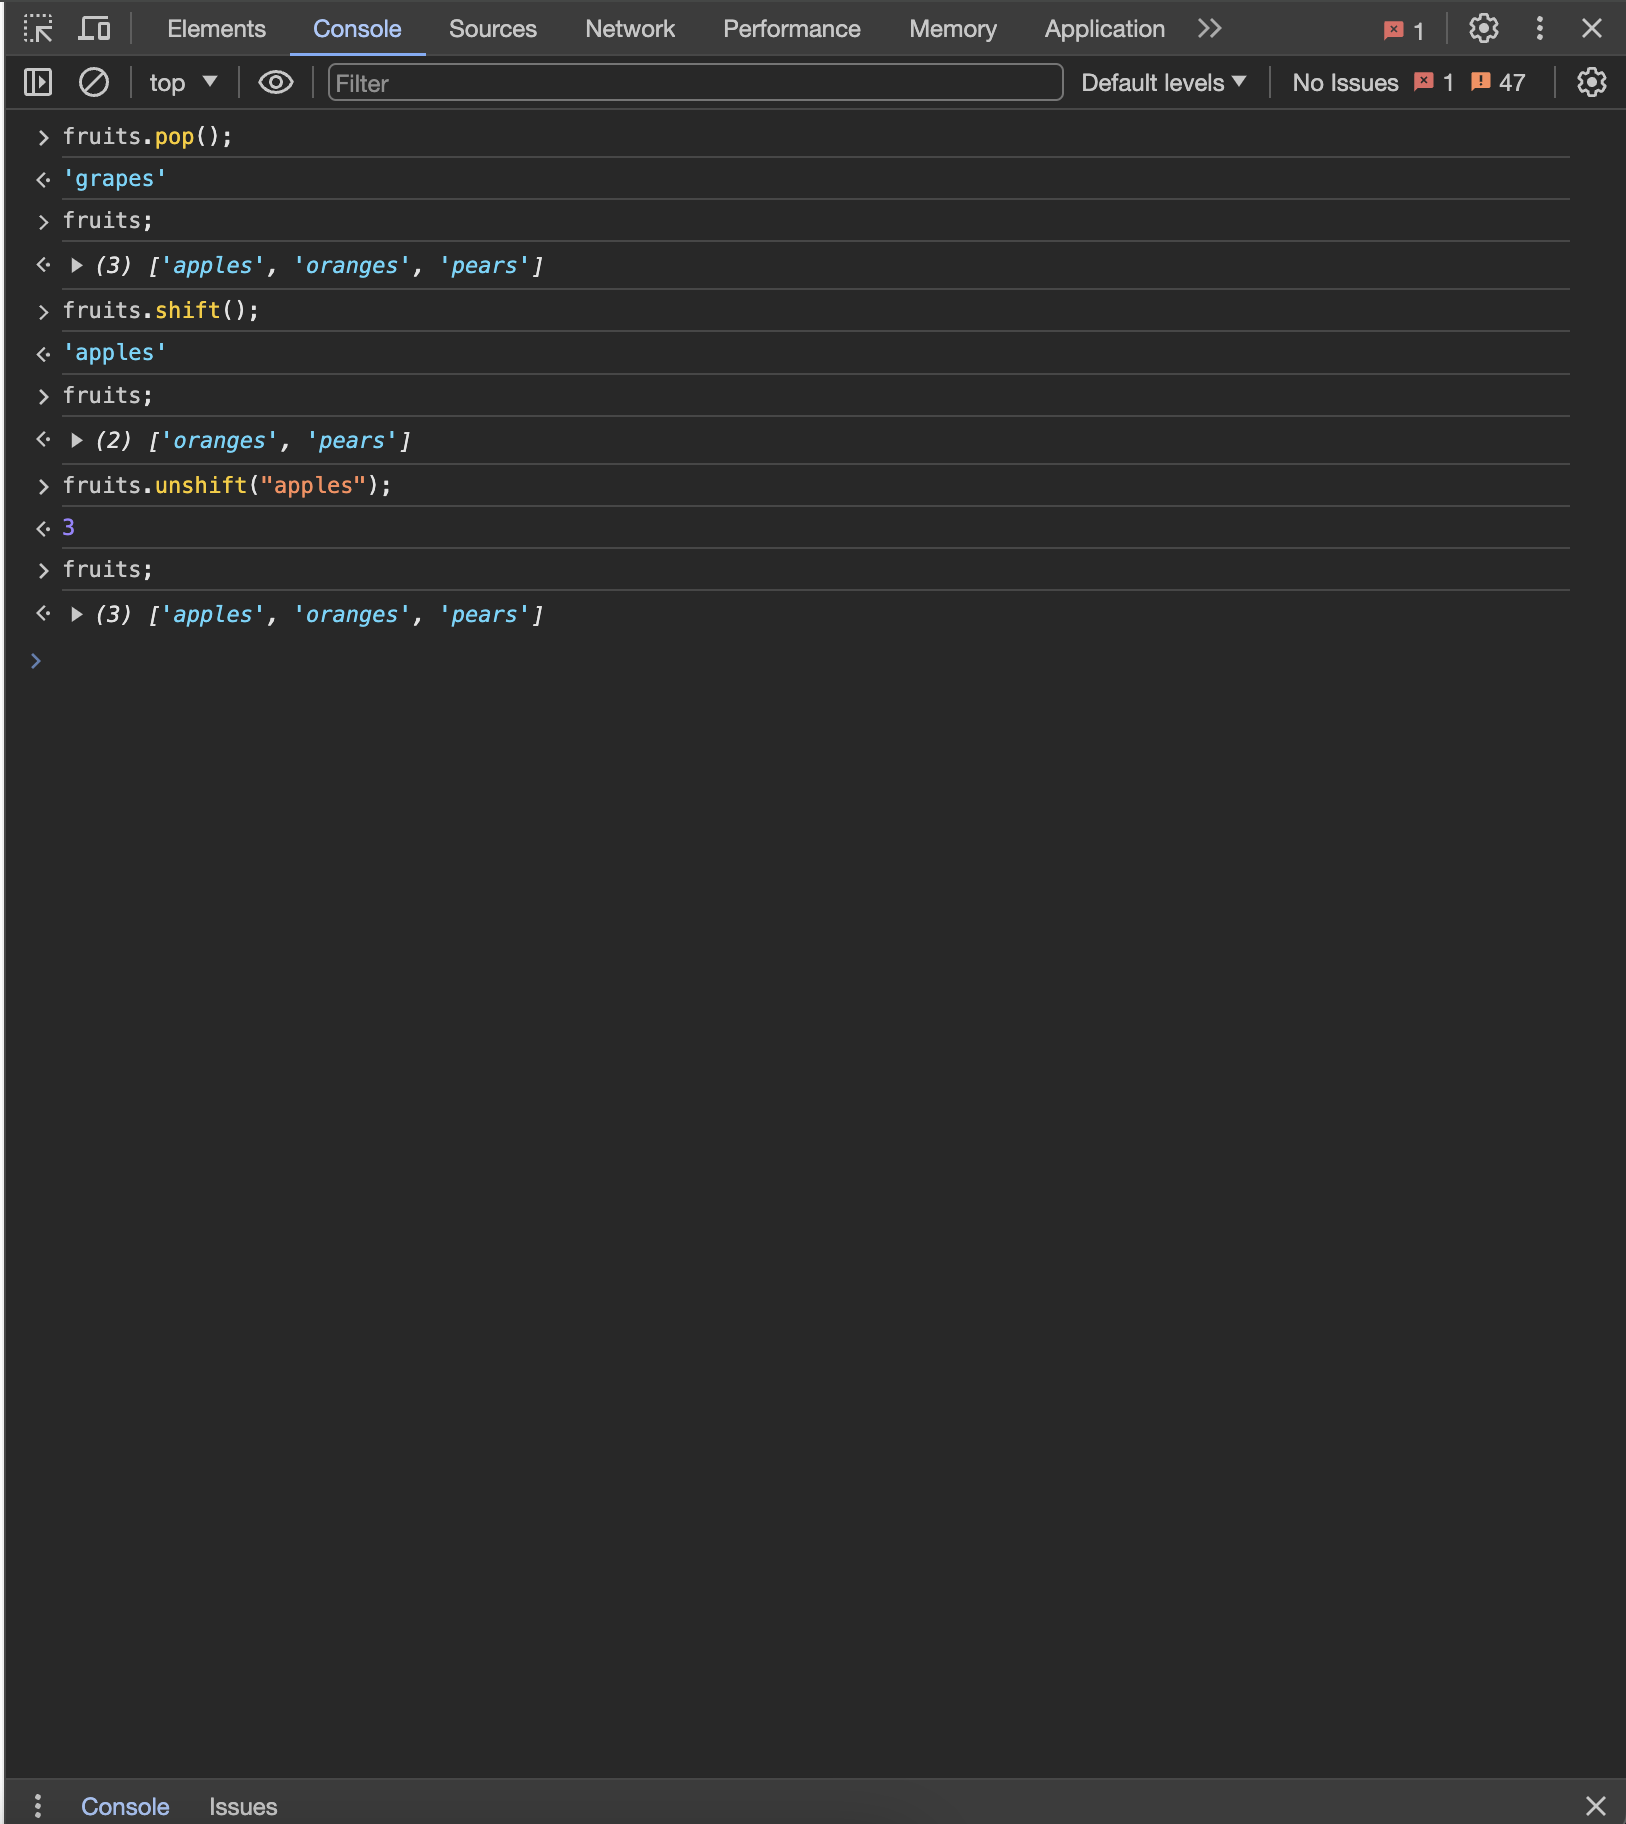 Elements Console Sources Network Performance Memory Application 1
top Filter Default levels No Issues 1 47
fruits.pop();
'grapes'
fruits;
(3) ['apples', 'oranges', 'pears']
fruits.shift();
'apples'
fruits;
(2) ['oranges', 'pears']
fruits.unshift("apples");
3
fruits;
(3) ['apples', 'oranges', 'pears']
Console Issues